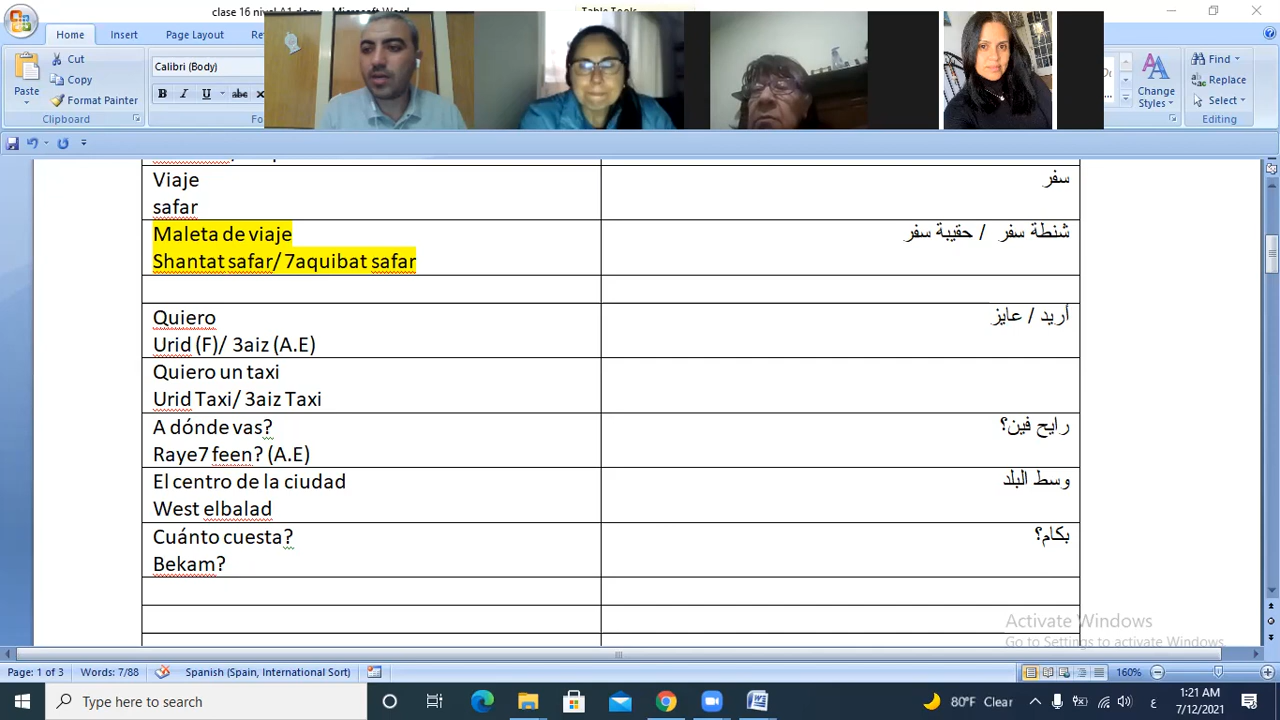 clase 16 nivel A1.docx - Microsoft Word
Table Tools
Home Insert Page Layout
Cut
Copy
Format Painter
Paste
Clipboard
Calibri (Body)
B I U abc
Change Styles
Find
Replace
Select
Editing
Viaje
safar
سفر
Maleta de viaje
Shantat safar/ 7aquibat safar
شنطة سفر / حقيبة سفر
Quiero
Urid (F)/ 3aiz (A.E)
أريد / عايز
Quiero un taxi
Urid Taxi/ 3aiz Taxi
A dónde vas?
Raye7 feen? (A.E)
رايح فين؟
El centro de la ciudad
West elbalad
وسط البلد
Cuánto cuesta?
Bekam?
بكام؟
Activate Windows
Go to Settings to activate Windows.
Page: 1 of 3 Words: 7/88 Spanish (Spain, International Sort) 160%
Type here to search
80°F Clear
ع
1:21 AM
7/12/2021